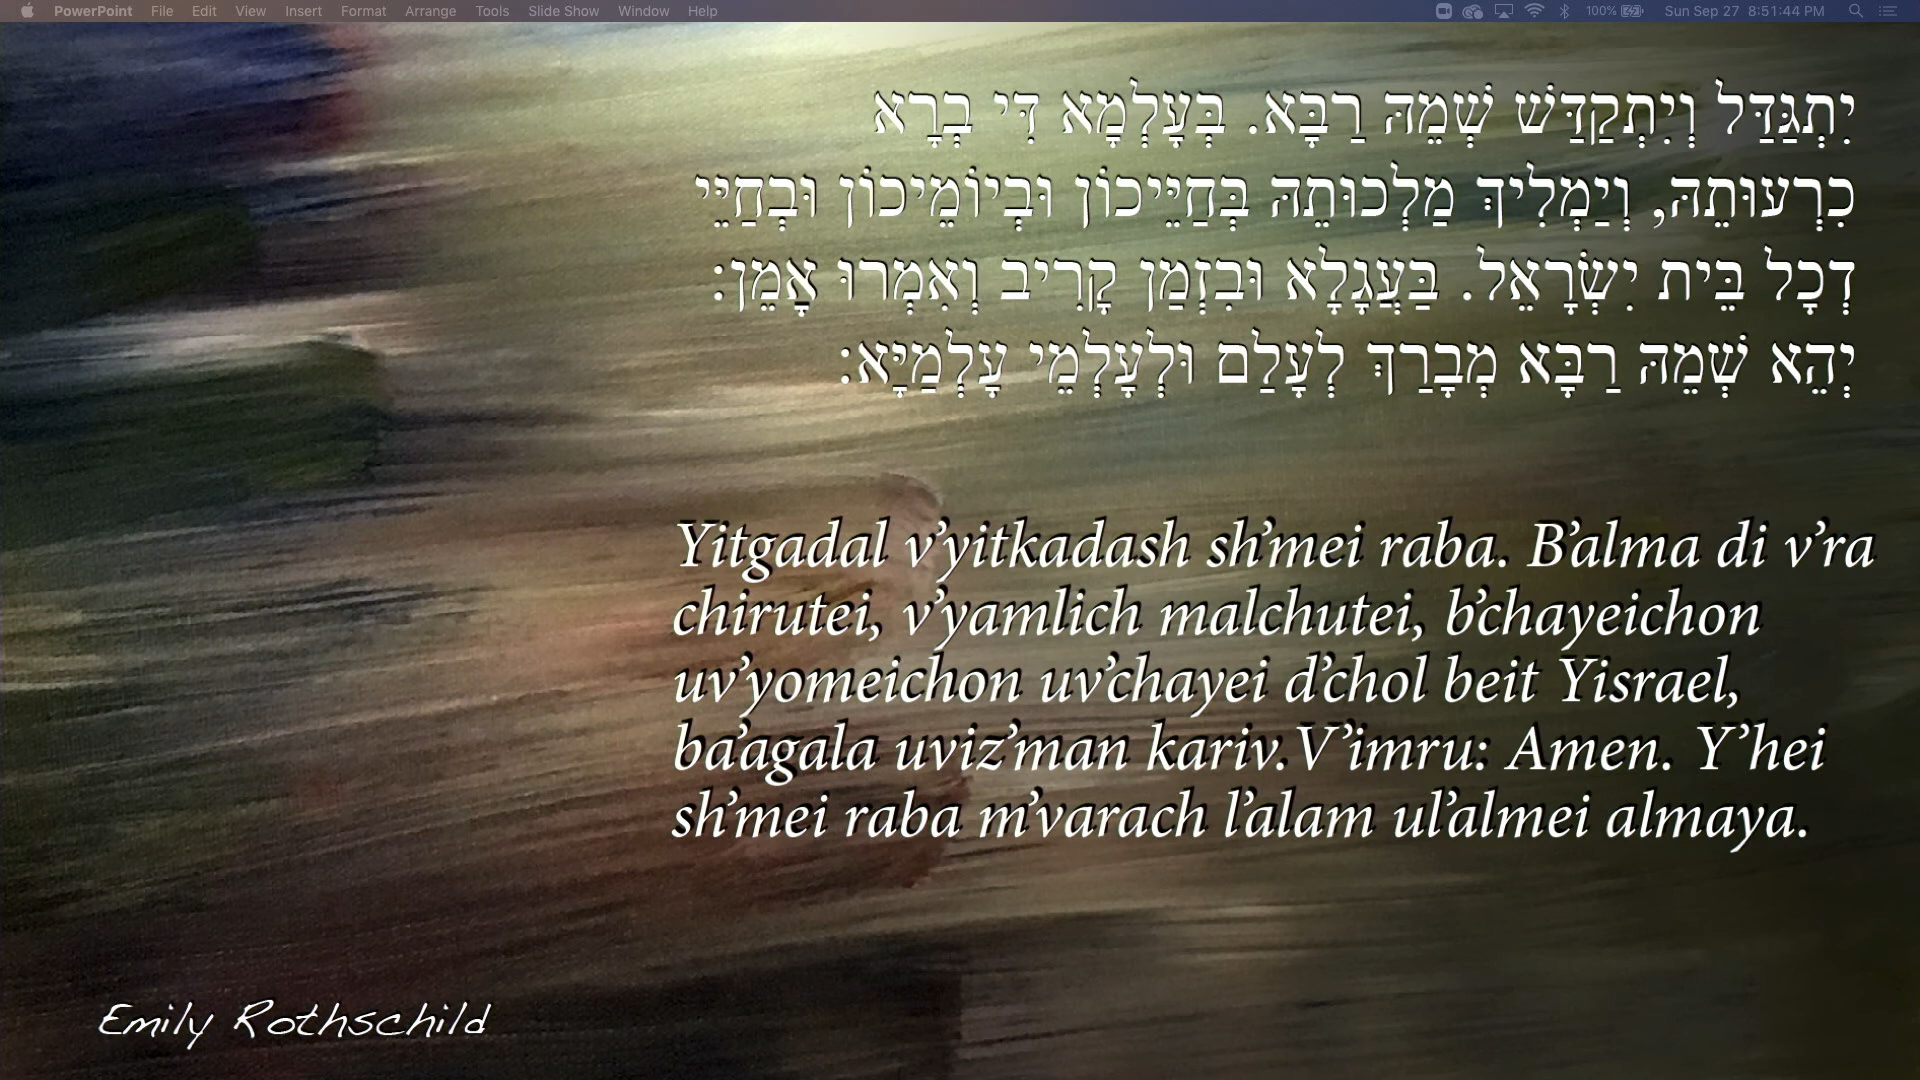 PowerPoint File Edit View Insert Format Arrange Tools Slide Show Window Help 100% Sun Sep 27 8:51:44 PM
יִתְגַּדַּל וְיִתְקַדַּשׁ שְׁמֵהּ רַבָּא. בְּעָלְמָא דִּי בְרָא
כִרְעוּתֵהּ, וְיַמְלִיךְ מַלְכוּתֵהּ בְּחַיֵּיכוֹן וּבְיוֹמֵיכוֹן וּבְחַיֵּי
דְכָל בֵּית יִשְׂרָאֵל. בַּעֲגָלָא וּבִזְמַן קָרִיב וְאִמְרוּ אָמֵן:
יְהֵא שְׁמֵהּ רַבָּא מְבָרַךְ לְעָלַם וּלְעָלְמֵי עָלְמַיָּא:
Yitgadal v’yitkadash sh’mei raba. B’alma di v’ra
chirutei, v’yamlich malchutei, b’chayeichon
uv’yomeichon uv’chayei d’chol beit Yisrael,
ba’agala uviz’man kariv.V’imru: Amen. Y’hei
sh’mei raba m’varach l’alam ul’almei almaya.
Emily Rothschild